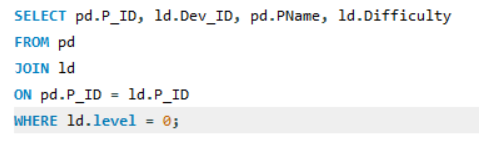 SELECT pd.P_ID, ld.Dev_ID, pd.PName, ld.Difficulty
FROM pd
JOIN ld
ON pd.P_ID = ld.P_ID
WHERE ld.level = 0;